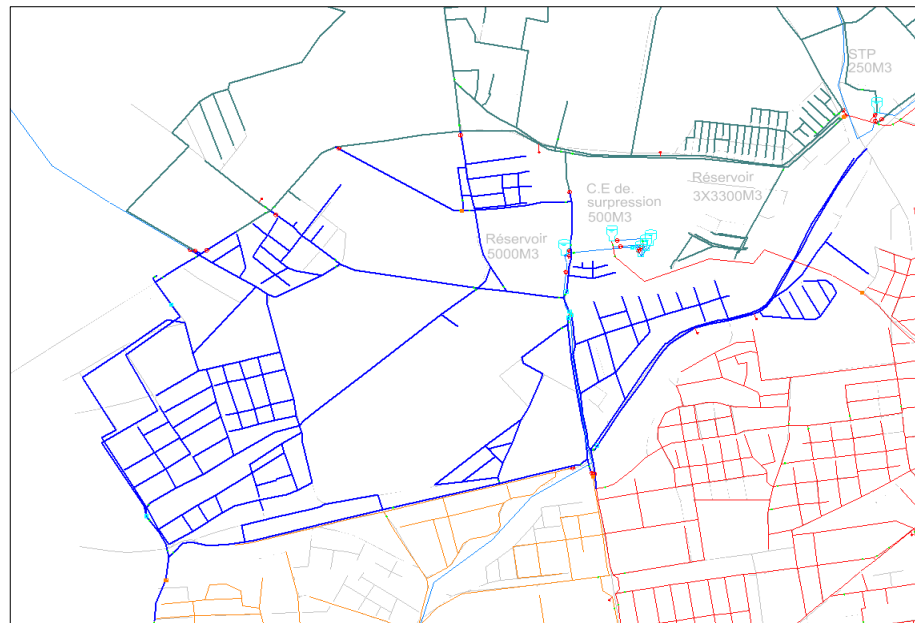 STP
250M3
Réservoir
3X3300M3
C.E de.
surpression
500M3
Réservoir
5000M3